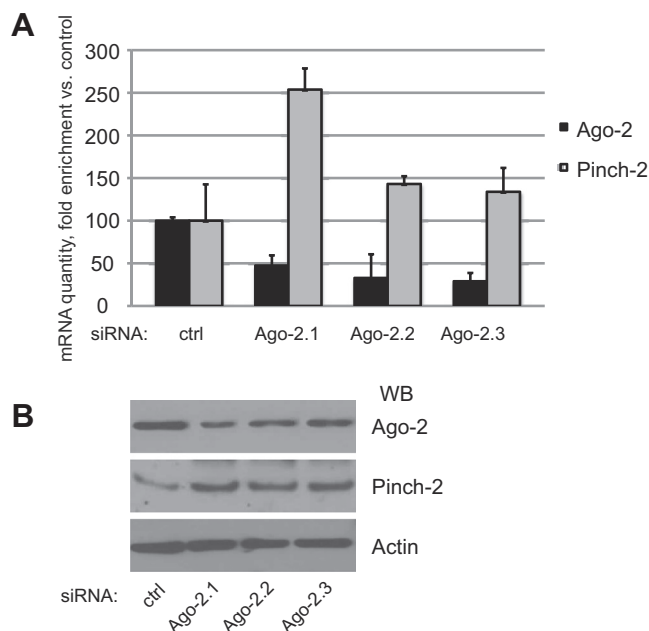 A
mRNA quantity, fold enrichment vs. control
300
250
200
150
100
50
0
Ago-2
Pinch-2
siRNA: ctrl Ago-2.1 Ago-2.2 Ago-2.3
B
WB
Ago-2
Pinch-2
Actin
siRNA: ctrl Ago-2.1 Ago-2.2 Ago-2.3